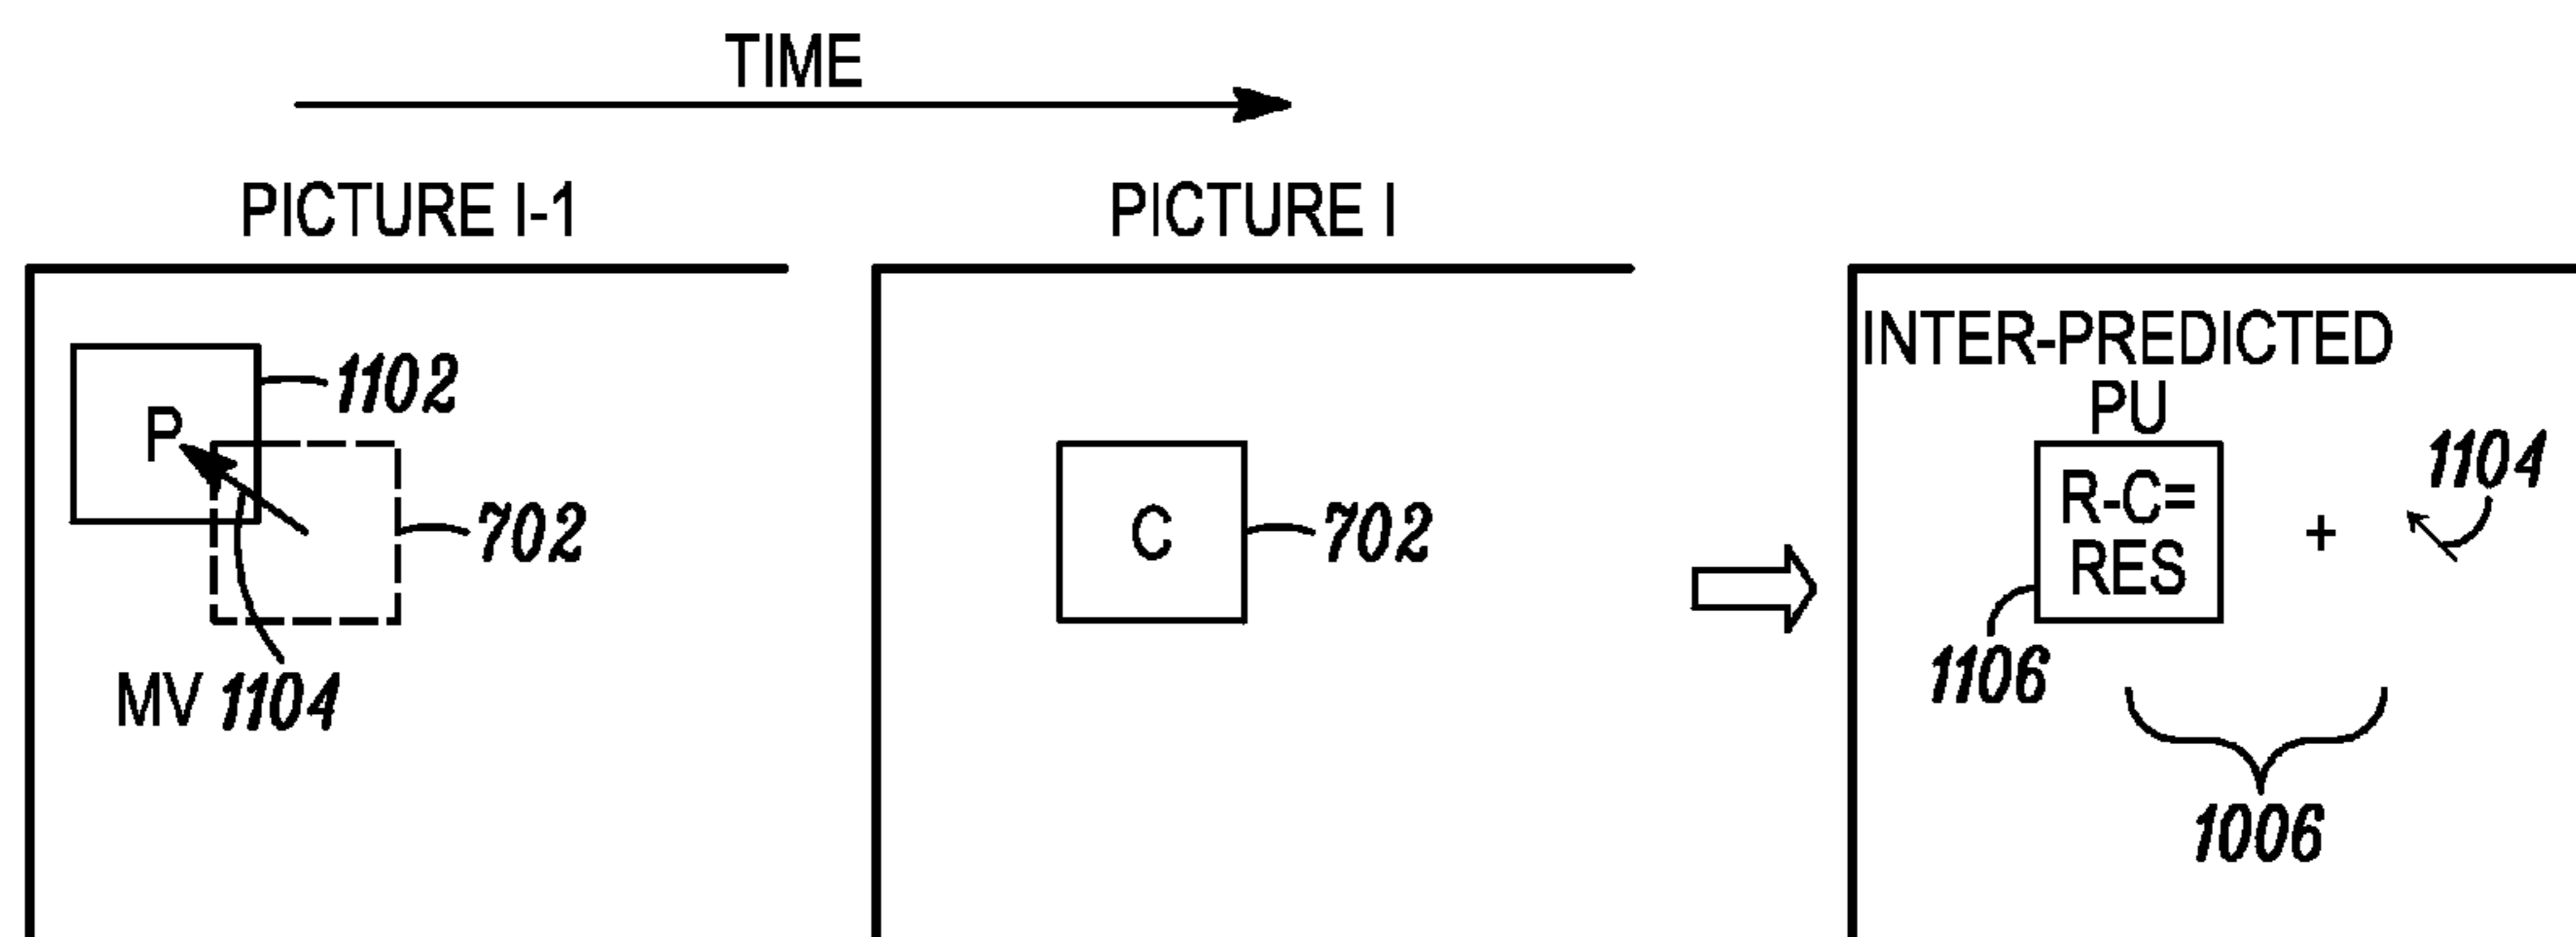 TIME
PICTURE I-1
PICTURE I
1102
P
702
MV 1104
C
702
INTER-PREDICTED
PU
R-C=
RES
+
1104
1106
1006